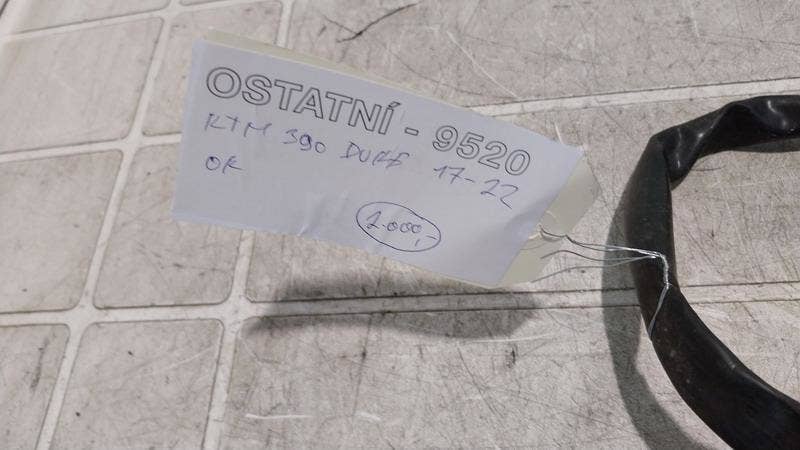 OSTATNÍ - 9520
KTM 390 DUKE 17-22
OK
2.000,-